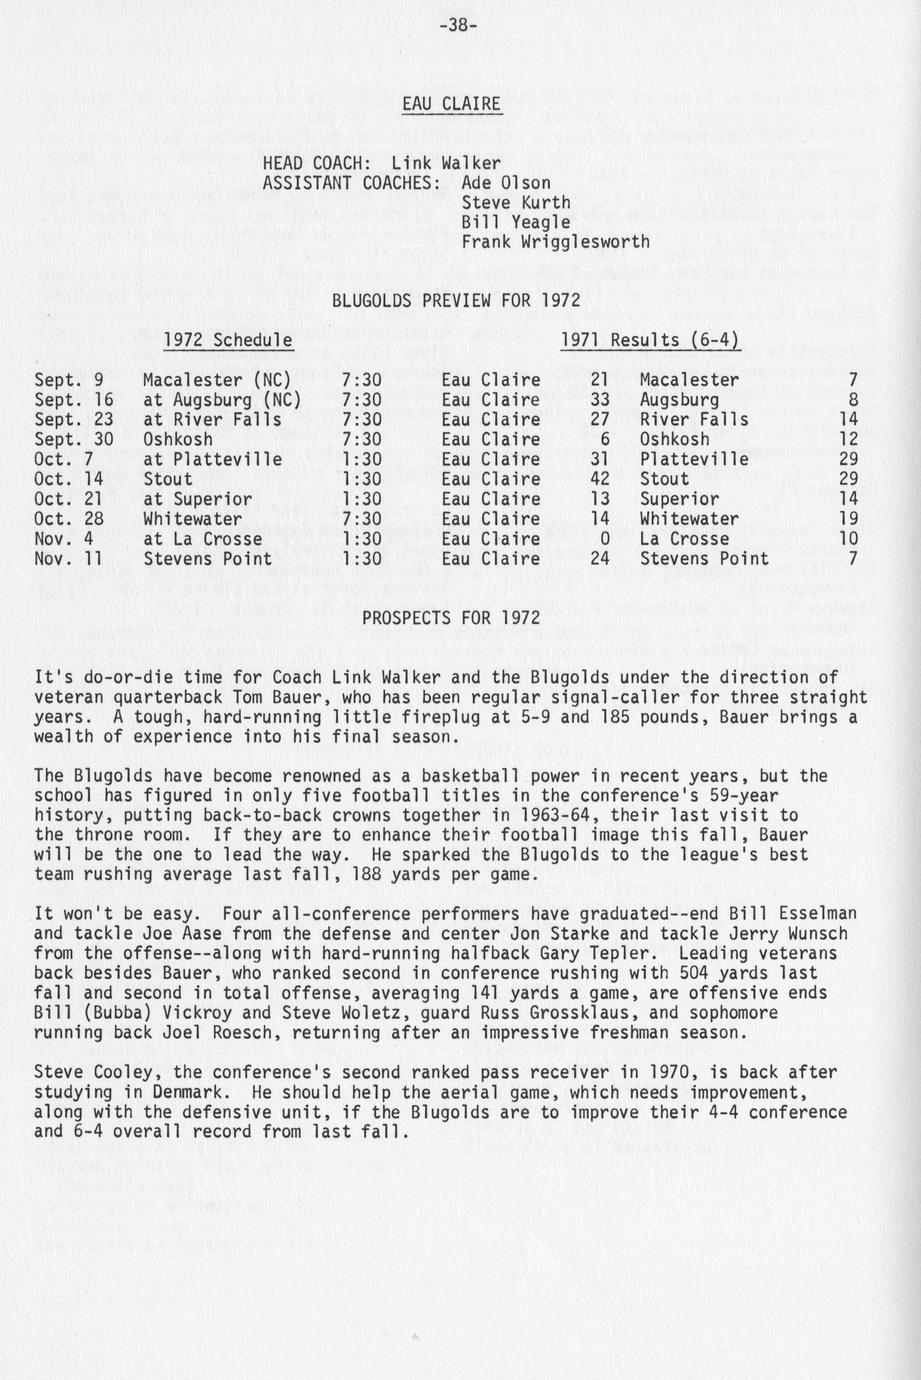 -38-
EAU CLAIRE
HEAD COACH: Link Walker
ASSISTANT COACHES: Ade Olson
Steve Kurth
Bill Yeagle
Frank Wrigglesworth
BLUGOLDS PREVIEW FOR 1972
1972 Schedule 1971 Results (6-4)
Sept. 9 Macalester (NC) 7:30 Eau Claire 21 Macalester 7
Sept. 16 at Augsburg (NC) 7:30 Eau Claire 33 Augsburg 8
Sept. 23 at River Falls 7:30 Eau Claire 27 River Falls 14
Sept. 30 Oshkosh 7:30 Eau Claire 6 Oshkosh 12
Oct. 7 at Platteville 1:30 Eau Claire 31 Platteville 29
Oct. 14 Stout 1:30 Eau Claire 42 Stout 29
Oct. 21 at Superior 1:30 Eau Claire 13 Superior 14
Oct. 28 Whitewater 7:30 Eau Claire 14 Whitewater 19
Nov. 4 at La Crosse 1:30 Eau Claire 0 La Crosse 10
Nov. 11 Stevens Point 1:30 Eau Claire 24 Stevens Point 7
PROSPECTS FOR 1972
It's do-or-die time for Coach Link Walker and the Blugolds under the direction of
veteran quarterback Tom Bauer, who has been regular signal-caller for three straight
years. A tough, hard-running little fireplug at 5-9 and 185 pounds, Bauer brings a
wealth of experience into his final season.
The Blugolds have become renowned as a basketball power in recent years, but the
school has figured in only five football titles in the conference's 59-year
history, putting back-to-back crowns together in 1963-64, their last visit to
the throne room. If they are to enhance their football image this fall, Bauer
will be the one to lead the way. He sparked the Blugolds to the league's best
team rushing average last fall, 188 yards per game.
It won't be easy. Four all-conference performers have graduated--end Bill Esselman
and tackle Joe Aase from the defense and center Jon Starke and tackle Jerry Wunsch
from the offense--along with hard-running halfback Gary Tepler. Leading veterans
back besides Bauer, who ranked second in conference rushing with 504 yards last
fall and second in total offense, averaging 141 yards a game, are offensive ends
Bill (Bubba) Vickroy and Steve Woletz, guard Russ Grossklaus, and sophomore
running back Joel Roesch, returning after an impressive freshman season.
Steve Cooley, the conference's second ranked pass receiver in 1970, is back after
studying in Denmark. He should help the aerial game, which needs improvement,
along with the defensive unit, if the Blugolds are to improve their 4-4 conference
and 6-4 overall record from last fall.